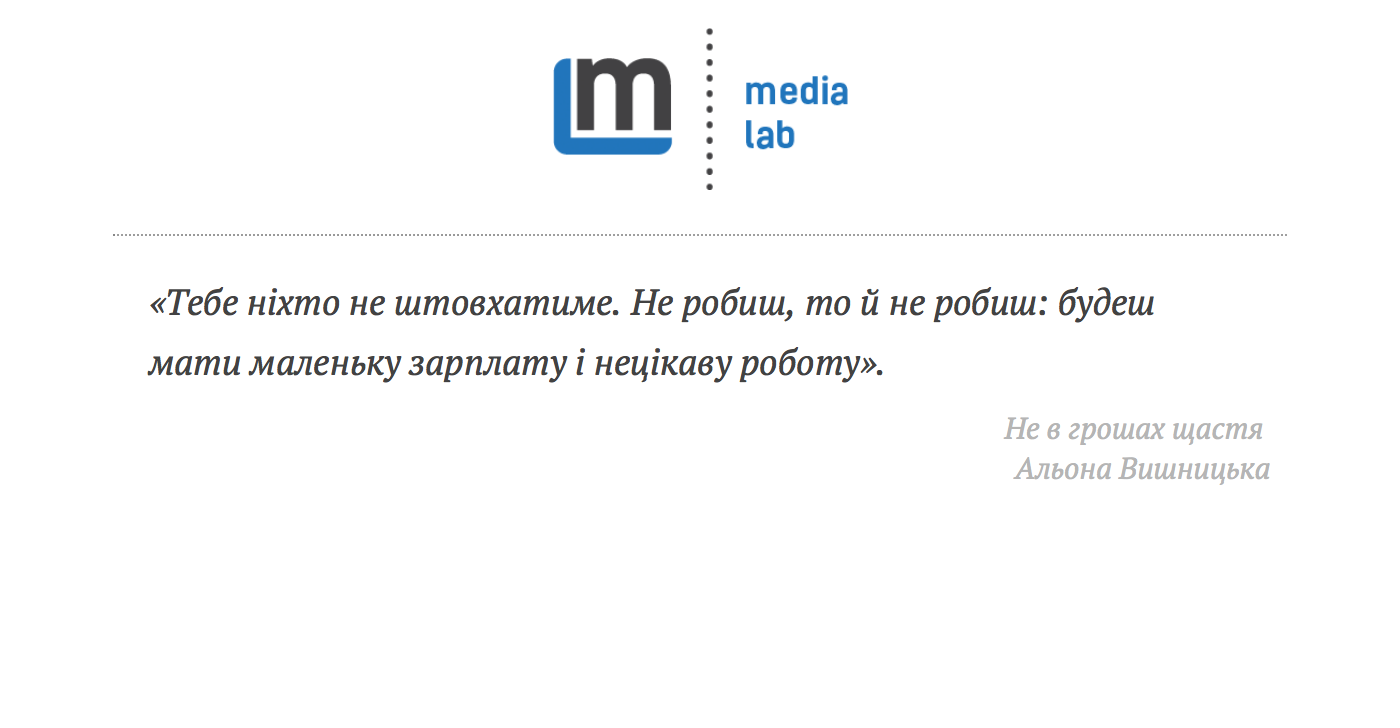 m
media
lab
«Тебе ніхто не штовхатиме. Не робиш, то й не робиш: будеш
мати маленьку зарплату і нецікаву роботу».
Не в грошах щастя
Альона Вишницька